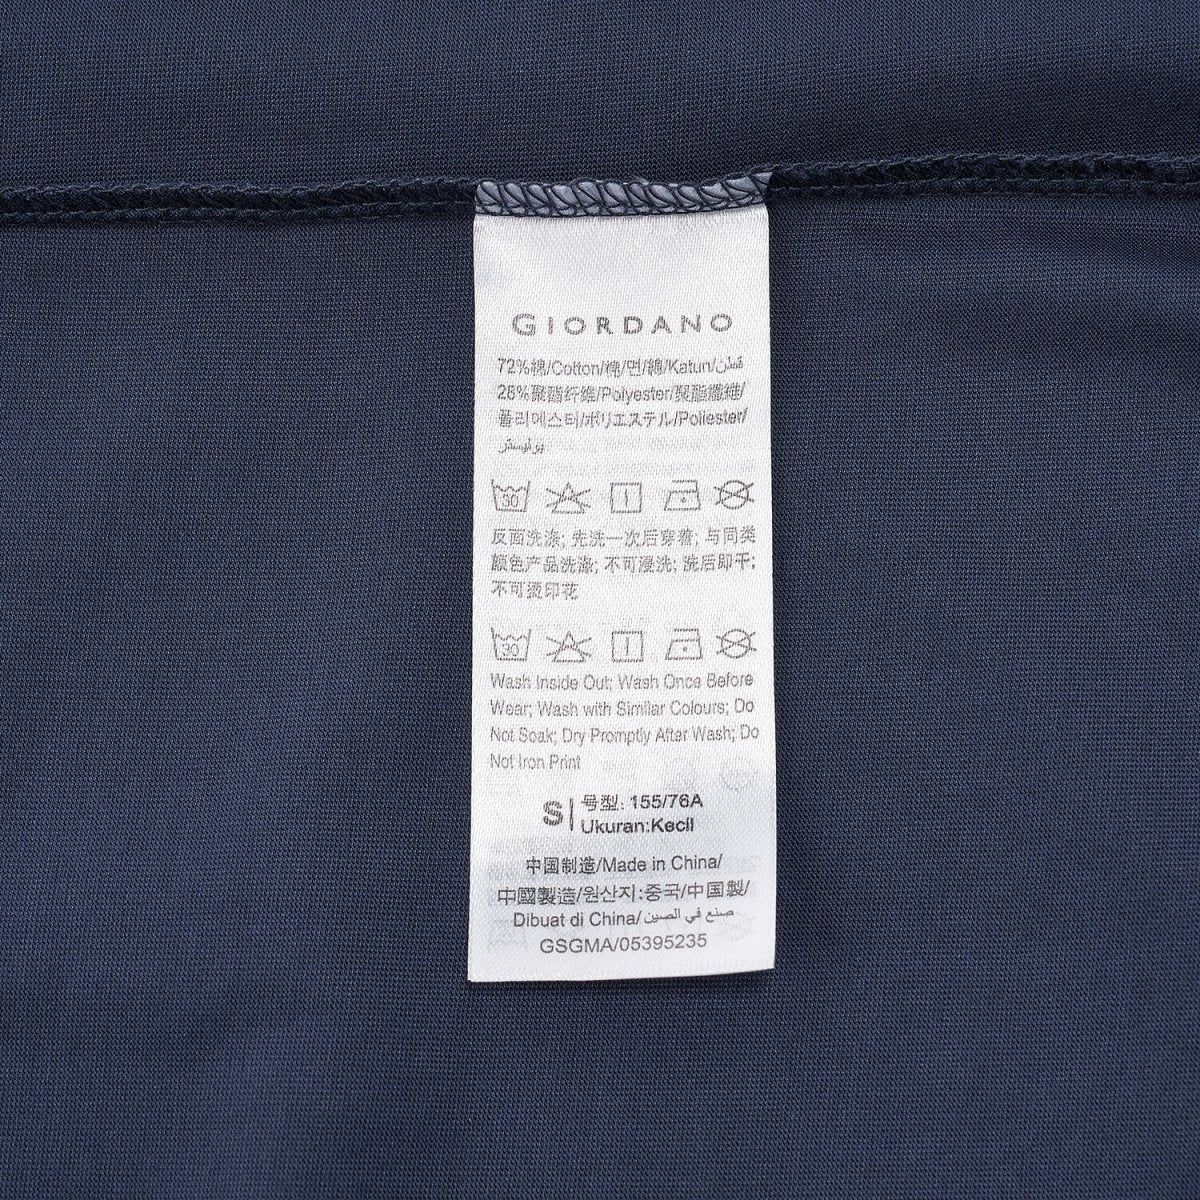 GIORDANO
72%棉/Cotton/棉/면/綿/Katun/قطن
28%聚酯纤维/Polyester/聚酯纖維/
폴리에스터/ポリエステル/Poliester/
بوليستر
30
反面洗涤; 先洗一次后穿着; 与同类
颜色产品洗涤; 不可浸洗; 洗后即干;
不可烫印花
30
Wash Inside Out; Wash Once Before
Wear; Wash with Similar Colours; Do
Not Soak; Dry Promptly After Wash; Do
Not Iron Print
S 号型: 155/76A
Ukuran:Kecil
中国制造/Made in China/
中國製造/원산지:중국/中国製/
Dibuat di China/صنع في الصين
GSGMA/05395235